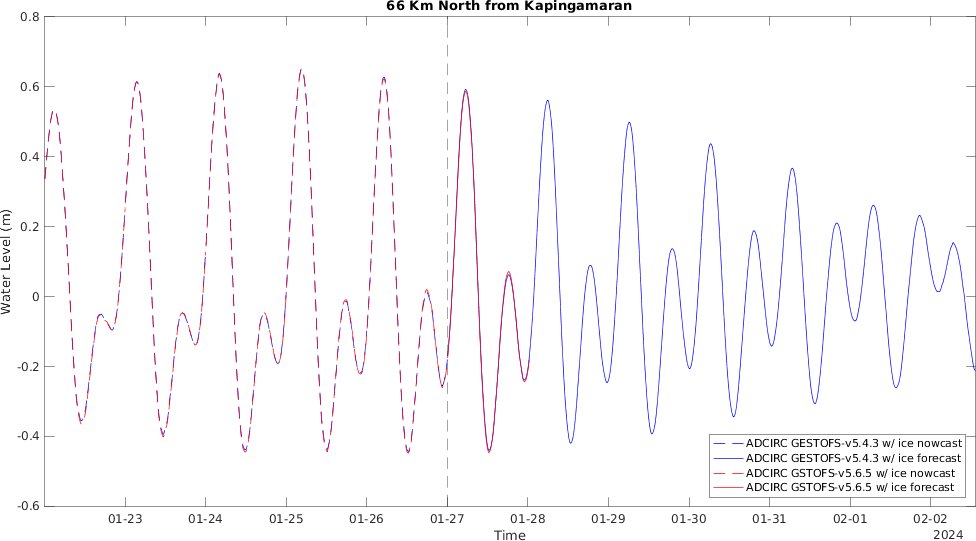 66 Km North from Kapingamaran
0.8
0.6
0.4
0.2
0
-0.2
-0.4
-0.6
Water Level (m)
ADCIRC GESTOFS-v5.4.3 w/ ice nowcast
ADCIRC GESTOFS-v5.4.3 w/ ice forecast
ADCIRC GSTOFS-v5.6.5 w/ ice nowcast
ADCIRC GSTOFS-v5.6.5 w/ ice forecast
01-23 01-24 01-25 01-26 01-27 01-28 01-29 01-30 01-31 02-01 02-02
Time
2024